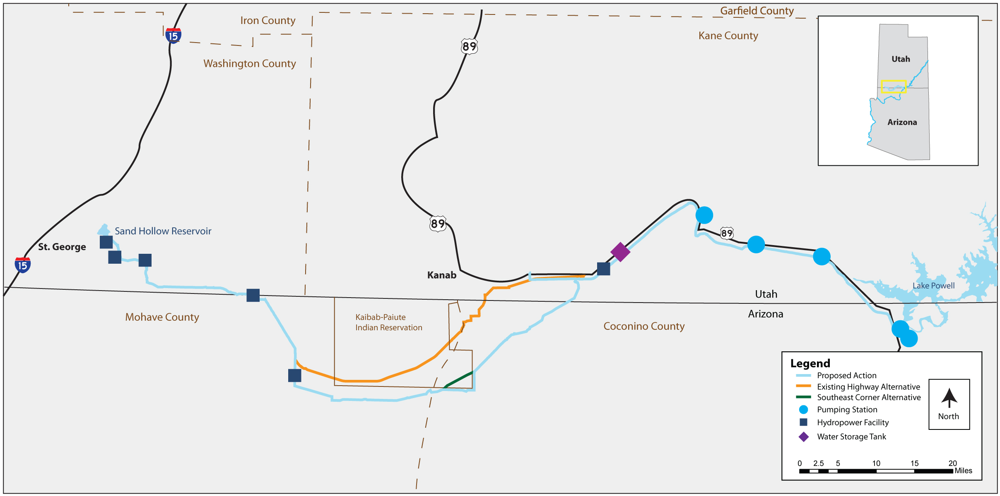 Garfield County
Iron County
15
Kane County
89
Washington County
Utah
Arizona
89
Sand Hollow Reservoir
89
St. George
15
Kanab
Lake Powell
Utah
Mohave County
Kaibab-Paiute
Indian Reservation
Arizona
Coconino County
Legend
Proposed Action
Existing Highway Alternative
Southeast Corner Alternative
Pumping Station
Hydropower Facility
Water Storage Tank
North
0 2.5 5 10 15 20
Miles